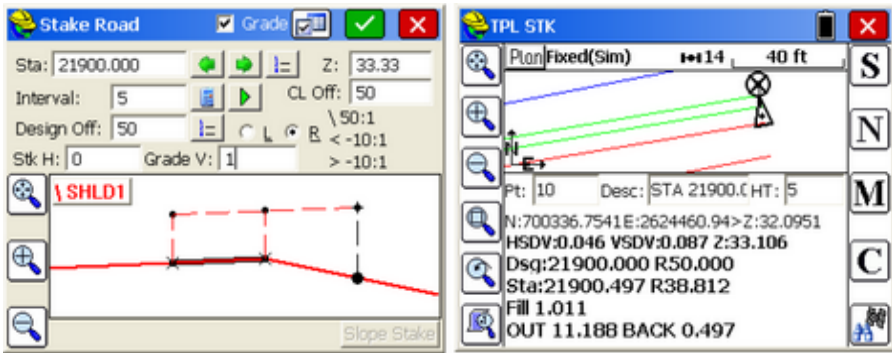 Stake Road Grade
Sta: 21900.000 Z: 33.33
Interval: 5 CL Off: 50
Design Off: 50 L R \ 50:1
< -10:1
Stk H: 0 Grade V: 1 > -10:1
\ SHLD1
Slope Stake
TPL STK
Plan Fixed(Sim) 14 40 ft S
N
N
E
Pt: 10 Desc: STA 21900.( HT: 5 M
N:700336.7541 E:2624460.94>Z:32.0951
HSDV:0.046 VSDV:0.087 Z:33.106
Dsg:21900.000 R50.000 C
Sta:21900.497 R38.812
Fill 1.011
OUT 11.188 BACK 0.497